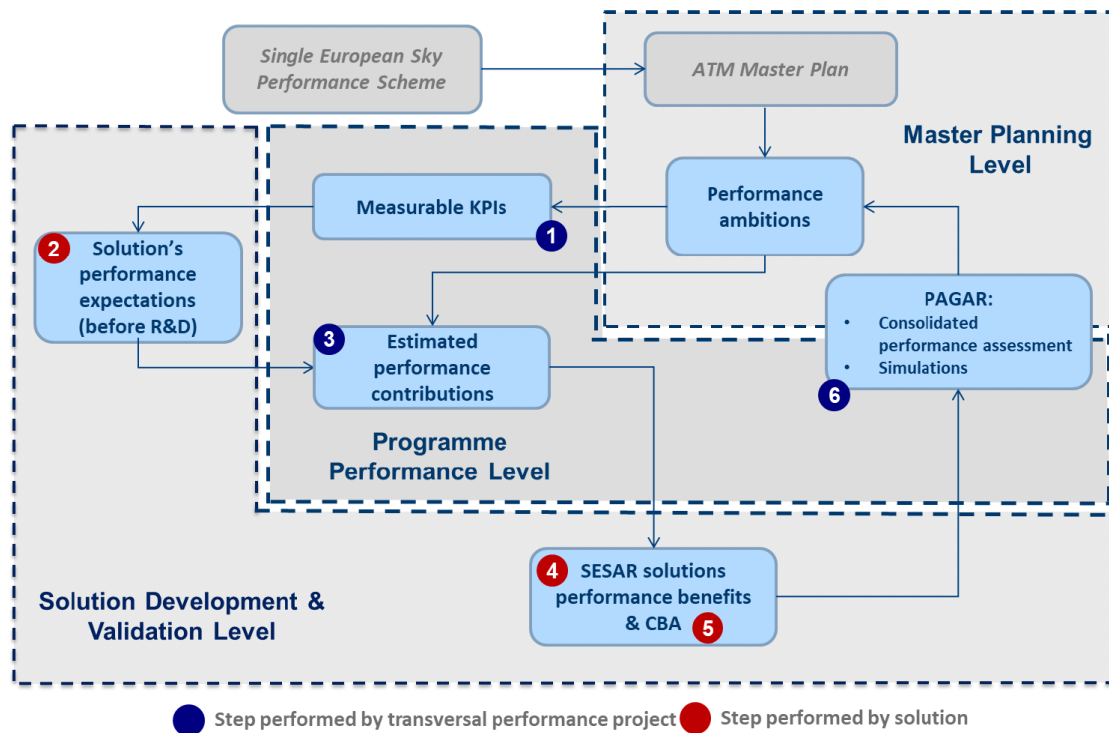 Single European Sky
Performance Scheme
ATM Master Plan
Master Planning
Level
Measurable KPIs
1
Performance
ambitions
2
Solution's
performance
expectations
(before R&D)
PAGAR:
• Consolidated
performance assessment
• Simulations
6
3
Estimated
performance
contributions
Programme
Performance Level
4
SESAR solutions
performance benefits
& CBA
5
Solution Development &
Validation Level
Step performed by transversal performance project
Step performed by solution